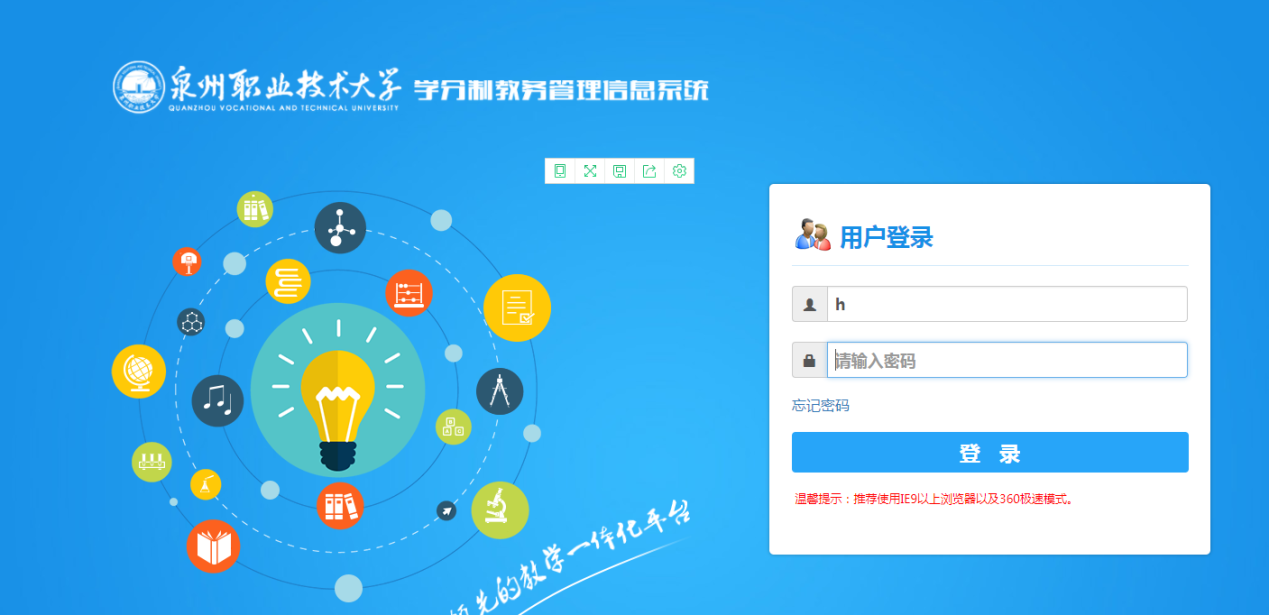 泉州职业技术大学 学分制教务管理信息系统
QUANZHOU VOCATIONAL AND TECHNICAL UNIVERSITY
用户登录
h
请输入密码
忘记密码
登 录
温馨提示：推荐使用IE9以上浏览器以及360极速模式。
领先的教学一体化平台